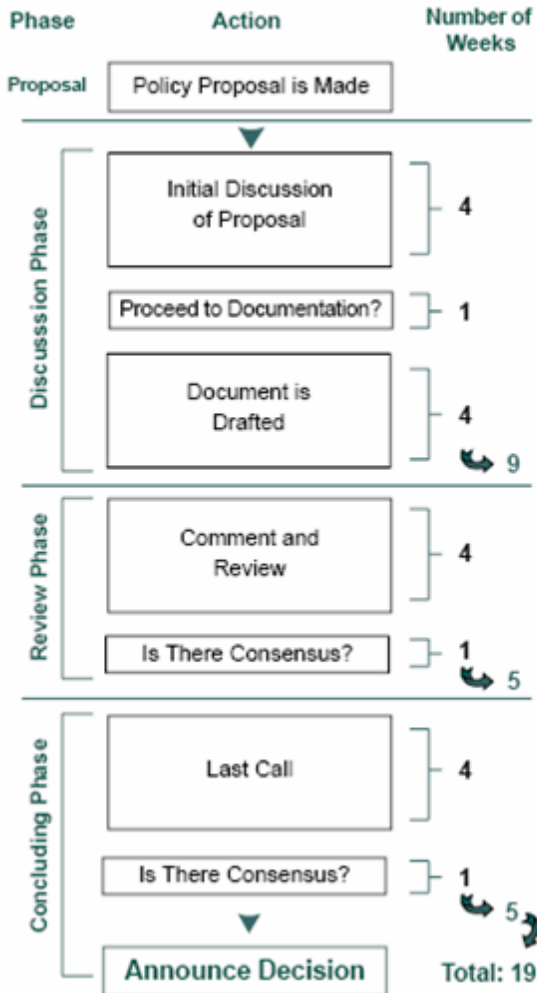 Phase Action Number of
Weeks
Proposal Policy Proposal is Made
Discusssion Phase
Initial Discussion
of Proposal
4
Proceed to Documentation? 1
Document is
Drafted
4
9
Review Phase
Comment and
Review
4
Is There Consensus? 1
5
Concluding Phase
Last Call 4
Is There Consensus? 1
5
Announce Decision Total: 19